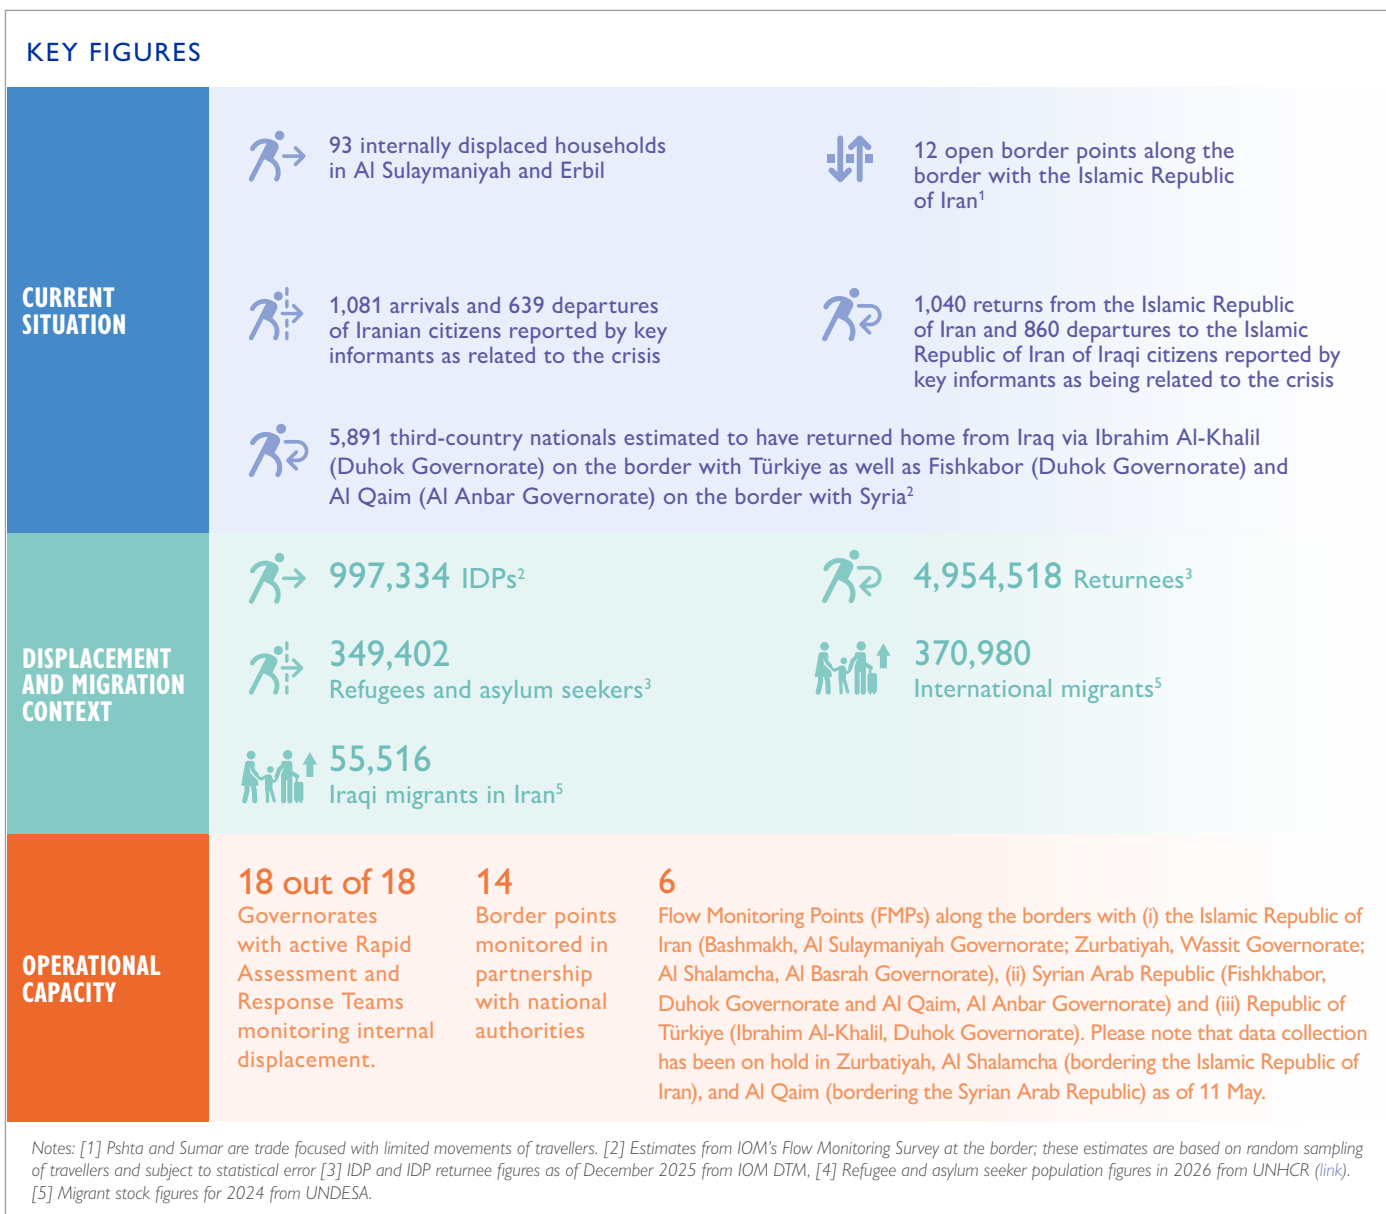 KEY FIGURES
CURRENT
SITUATION
93 internally displaced households
in Al Sulaymaniyah and Erbil
12 open border points along the
border with the Islamic Republic
of Iran1
1,081 arrivals and 639 departures
of Iranian citizens reported by key
informants as related to the crisis
1,040 returns from the Islamic Republic
of Iran and 860 departures to the Islamic
Republic of Iran of Iraqi citizens reported by
key informants as being related to the crisis
5,891 third-country nationals estimated to have returned home from Iraq via Ibrahim Al-Khalil
(Duhok Governorate) on the border with Türkiye as well as Fishkabor (Duhok Governorate) and
Al Qaim (Al Anbar Governorate) on the border with Syria2
DISPLACEMENT
AND MIGRATION
CONTEXT
997,334 IDPs2
4,954,518 Returnees3
349,402
Refugees and asylum seekers3
370,980
International migrants5
55,516
Iraqi migrants in Iran5
OPERATIONAL
CAPACITY
18 out of 18
Governorates
with active Rapid
Assessment and
Response Teams
monitoring internal
displacement.
14
Border points
monitored in
partnership
with national
authorities
6
Flow Monitoring Points (FMPs) along the borders with (i) the Islamic Republic of
Iran (Bashmakh, Al Sulaymaniyah Governorate; Zurbatiyah, Wassit Governorate;
Al Shalamcha, Al Basrah Governorate), (ii) Syrian Arab Republic (Fishkhabor,
Duhok Governorate and Al Qaim, Al Anbar Governorate) and (iii) Republic of
Türkiye (Ibrahim Al-Khalil, Duhok Governorate). Please note that data collection
has been on hold in Zurbatiyah, Al Shalamcha (bordering the Islamic Republic of
Iran), and Al Qaim (bordering the Syrian Arab Republic) as of 11 May.
Notes: [1] Pshta and Sumar are trade focused with limited movements of travellers. [2] Estimates from IOM's Flow Monitoring Survey at the border; these estimates are based on random sampling
of travellers and subject to statistical error [3] IDP and IDP returnee figures as of December 2025 from IOM DTM, [4] Refugee and asylum seeker population figures in 2026 from UNHCR (link).
[5] Migrant stock figures for 2024 from UNDESA.